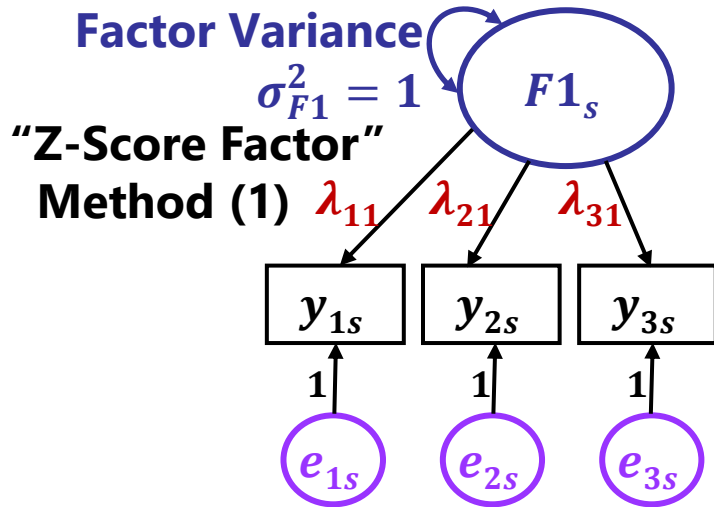 Factor Variance
σ²_F1 = 1
F1ₛ
“Z-Score Factor”
Method (1)
λ₁₁ λ₂₁ λ₃₁
y₁ₛ y₂ₛ y₃ₛ
1 1 1
e₁ₛ e₂ₛ e₃ₛ